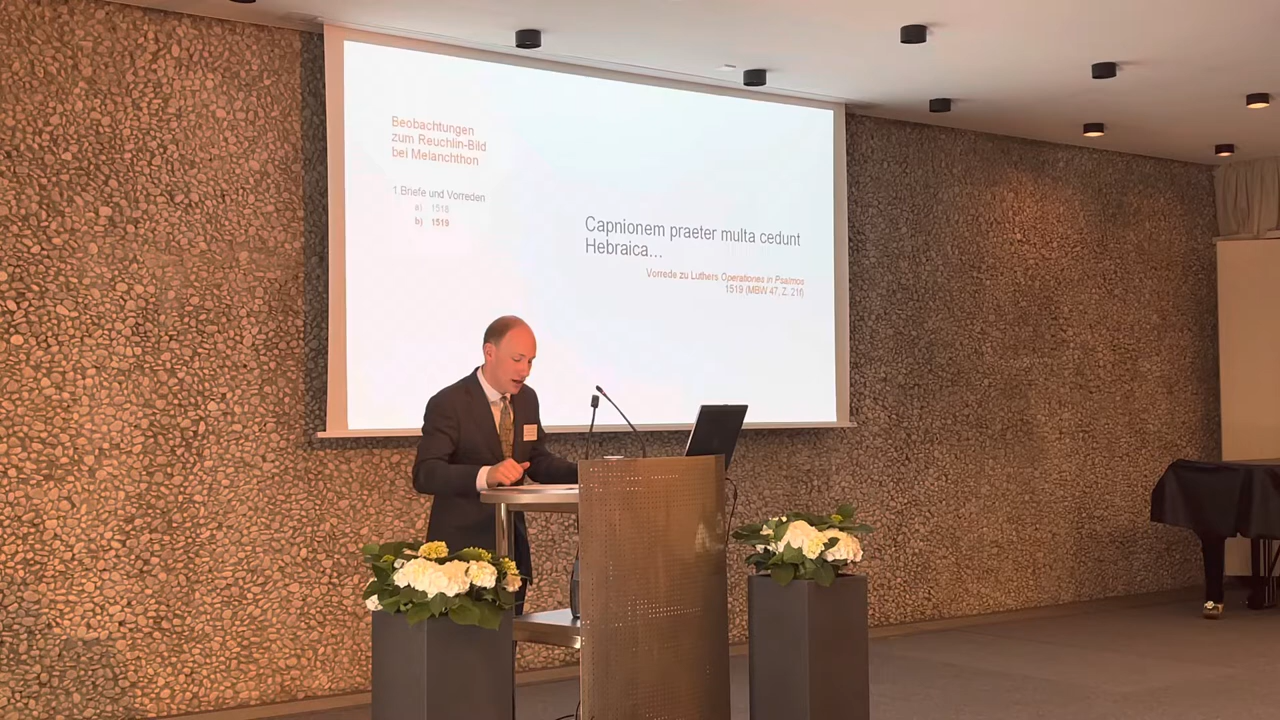 Beobachtungen
zum Reuchlin-Bild
bei Melanchthon
1.Briefe und Vorreden
a) 1518
b) 1519
Capnionem praeter multa cedunt
Hebraica…
Vorrede zu Luthers Operationes in Psalmos
1519 (MBW 47, Z. 21f)